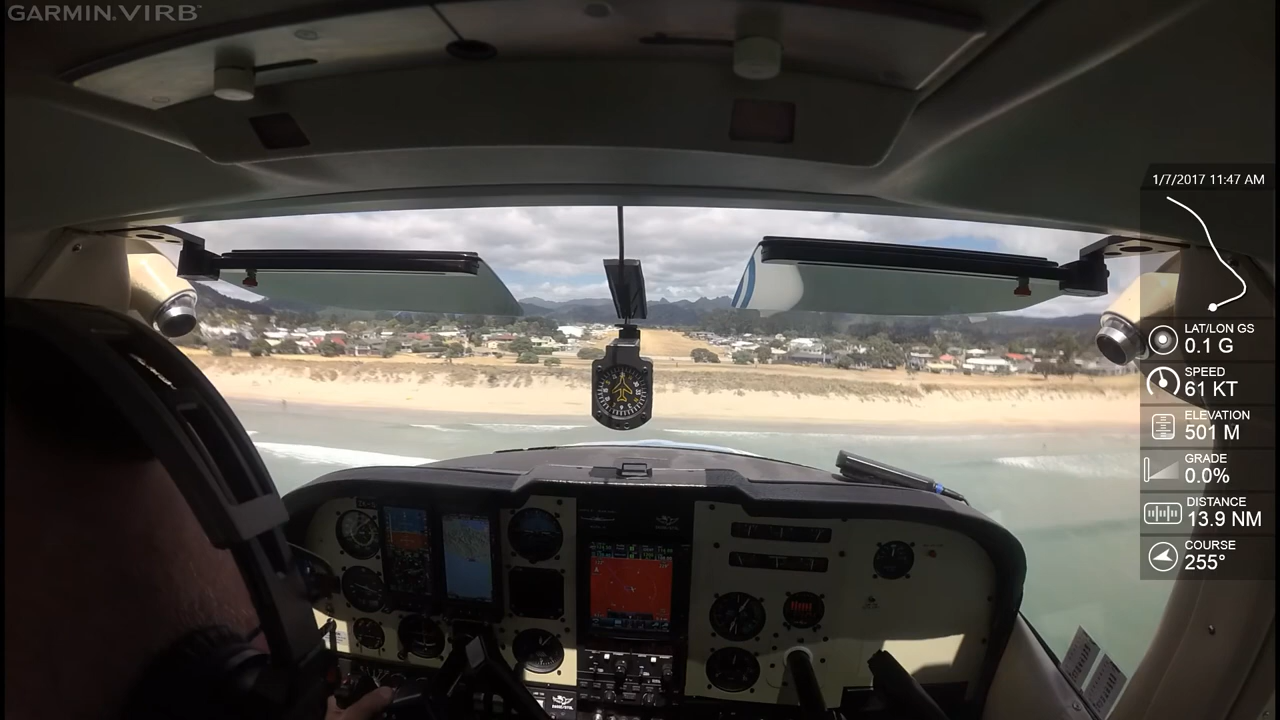 GARMIN.VIRB™
1/7/2017 11:47 AM
LAT/LON GS
0.1 G
SPEED
61 KT
ELEVATION
501 M
GRADE
0.0%
DISTANCE
13.9 NM
COURSE
255°